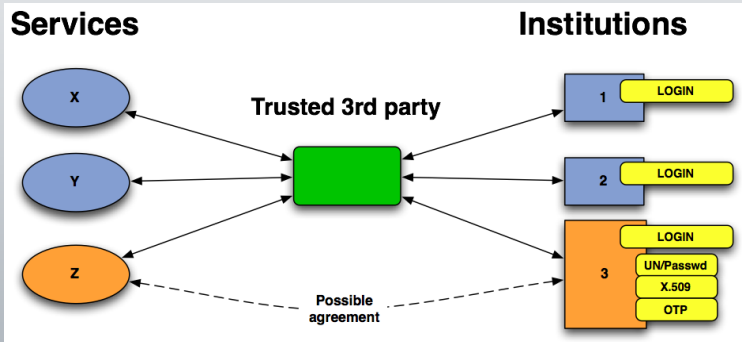 Services
Institutions
Trusted 3rd party
X
1
LOGIN
Y
2
LOGIN
Z
3
LOGIN
UN/Passwd
X.509
OTP
Possible
agreement